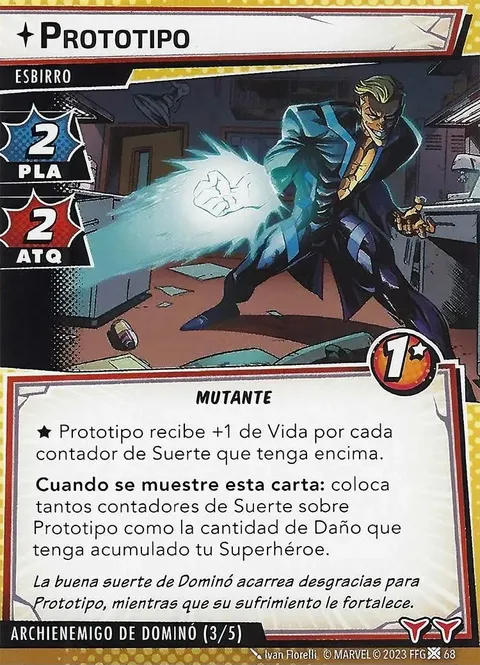 PROTOTIPO
ESBIRRO
2
PLA
2
ATQ
1★
MUTANTE
★ Prototipo recibe +1 de Vida por cada
contador de Suerte que tenga encima.
Cuando se muestre esta carta: coloca
tantos contadores de Suerte sobre
Prototipo como la cantidad de Daño que
tenga acumulado tu Superhéroe.
La buena suerte de Dominó acarrea desgracias para
Prototipo, mientras que su sufrimiento le fortalece.
ARCHIENEMIGO DE DOMINÓ (3/5)
Ivan Fiorelli. © MARVEL © 2023 FFG 68